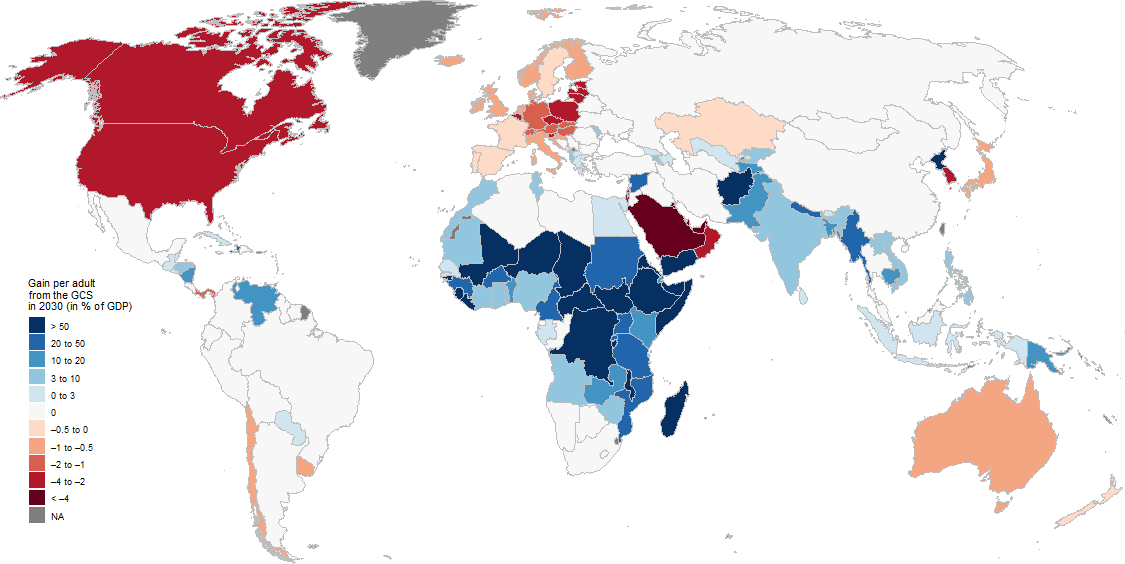 Gain per adult
from the GCS
in 2030 (in % of GDP)
> 50
20 to 50
10 to 20
3 to 10
0 to 3
0
–0.5 to 0
–1 to –0.5
–2 to –1
–4 to –2
< –4
NA